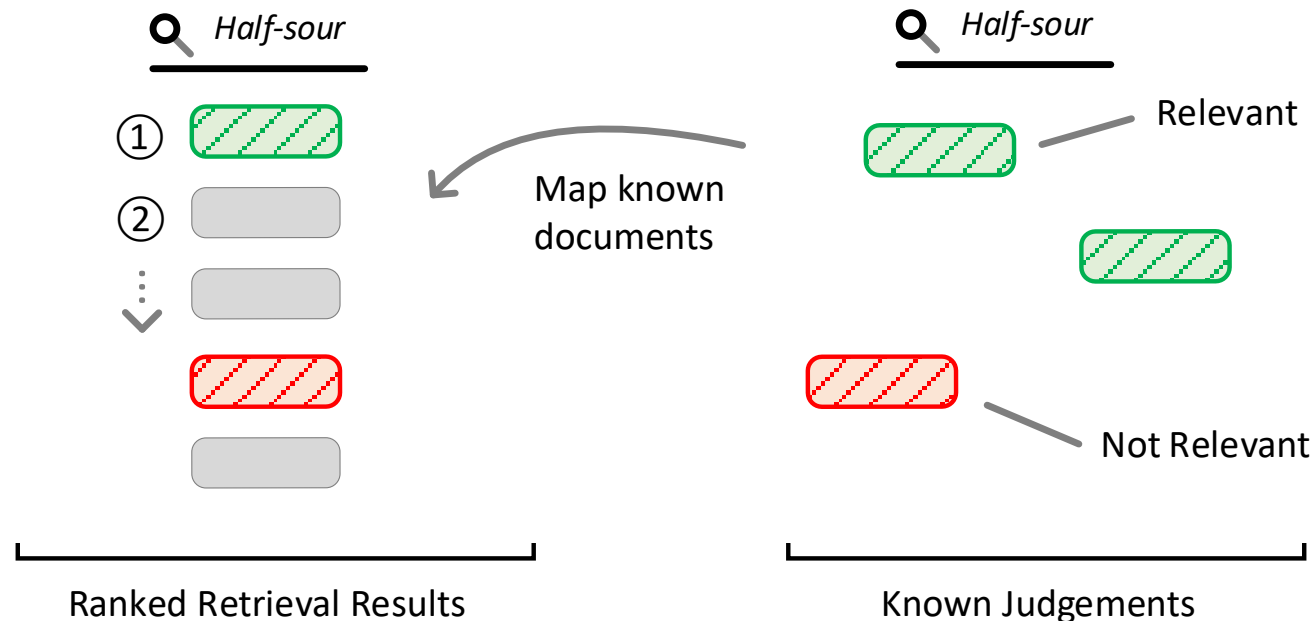 Half-sour
①
②
Ranked Retrieval Results
Map known
documents
Half-sour
Relevant
Not Relevant
Known Judgements